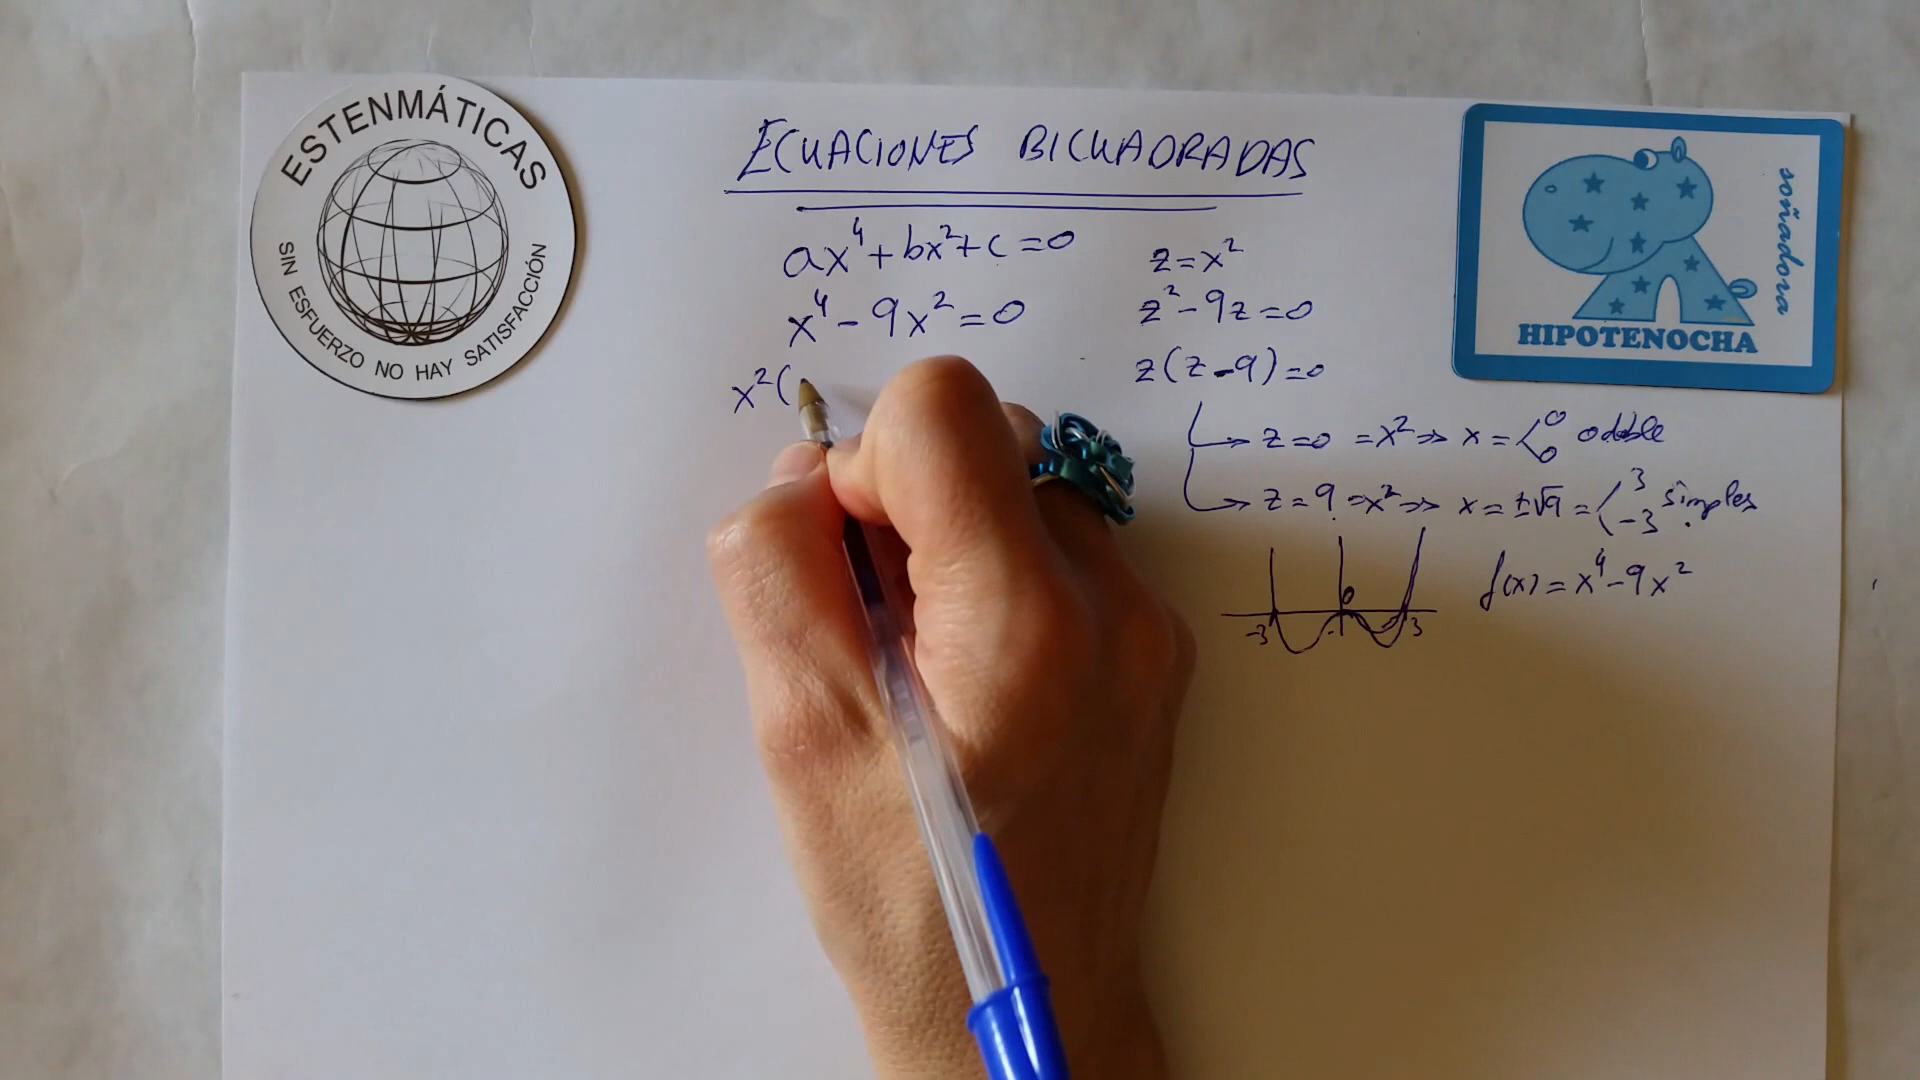 ESTENMÁTICAS
SIN ESFUERZO NO HAY SATISFACCIÓN
ECUACIONES BICUADRADAS
ax⁴+bx²+c=0
x⁴-9x²=0
x²(
z=x²
z²-9z=0
z(z-9)=0
z=0 =x² => x= 0 0 doble
z=9 =x² => x=±√9= 3 -3 simples
f(x)=x⁴-9x²
-3 0 3
soñadora
HIPOTENOCHA